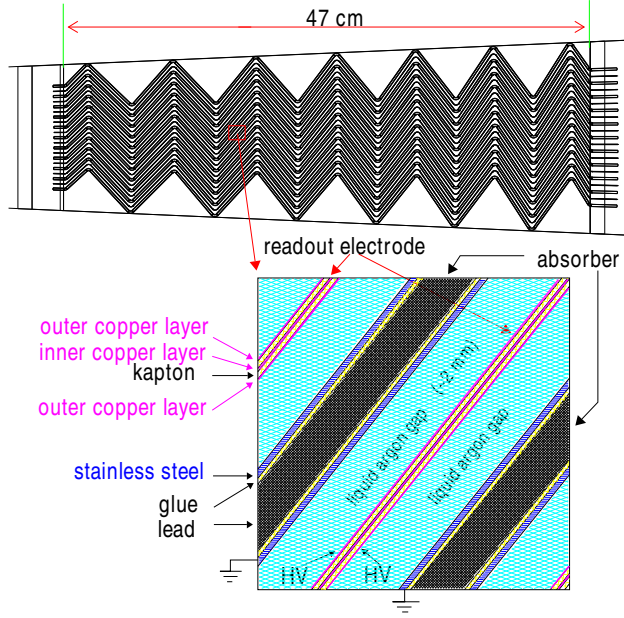 47 cm
readout electrode
absorber
outer copper layer
inner copper layer
kapton
outer copper layer
(~2 mm)
liquid argon gap
liquid argon gap
stainless steel
glue
lead
HV
HV